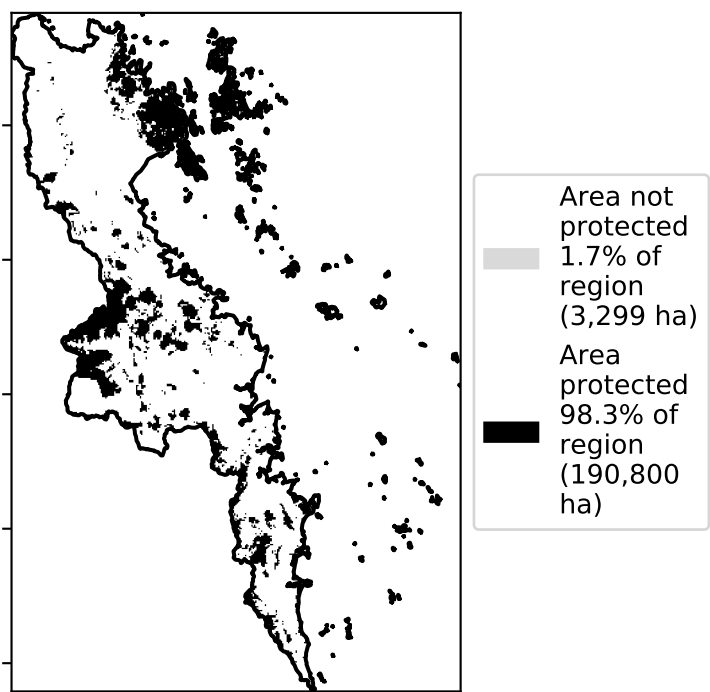 Area not
protected
1.7% of
region
(3,299 ha)
Area
protected
98.3% of
region
(190,800
ha)